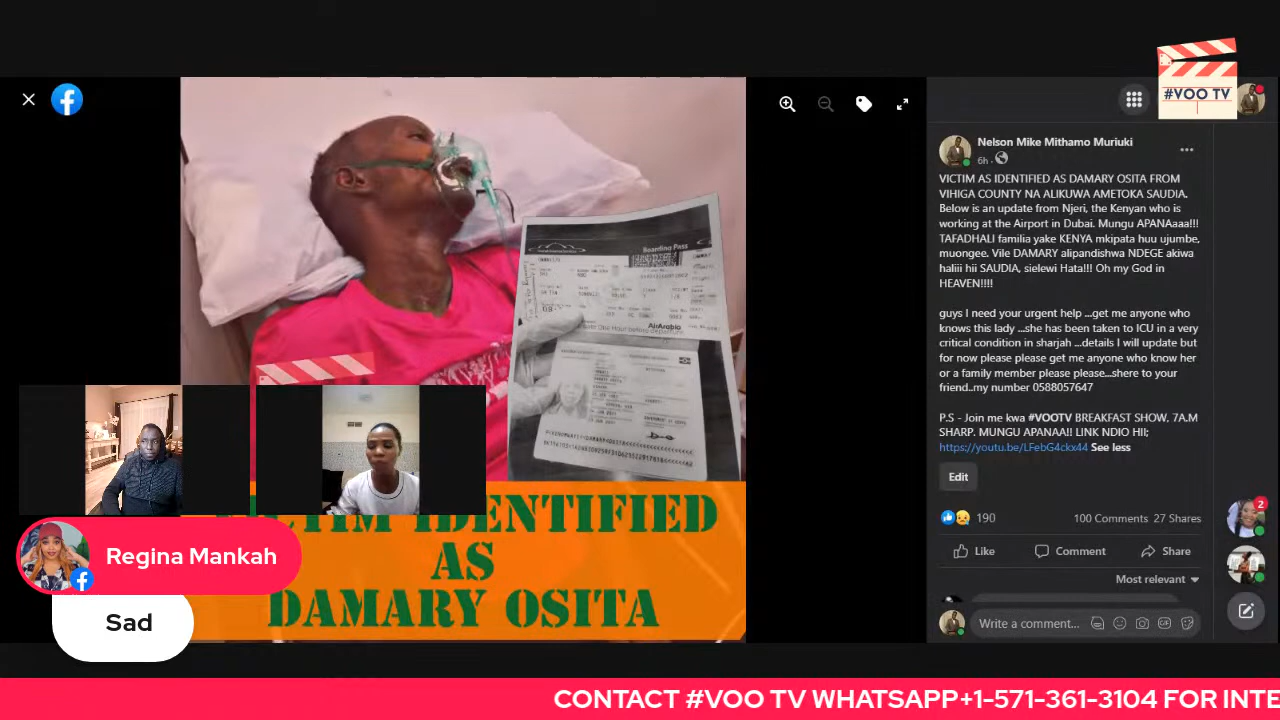 #VOO TV
Boarding Pass
AirArabia
Nelson Mike Mithamo Muriuki
6h ·
VICTIM AS IDENTIFIED AS DAMARY OSITA FROM
VIHIGA COUNTY NA ALIKUWA AMETOKA SAUDIA.
Below is an update from Njeri, the Kenyan who is
working at the Airport in Dubai. Mungu APANAaaa!!!
TAFADHALI familia yake KENYA mkipata huu ujumbe,
muongee. Vile DAMARY alipandishwa NDEGE akiwa
haliii hii SAUDIA, sielewi Hata!!! Oh my God in
HEAVEN!!!!
guys I need your urgent help ...get me anyone who
knows this lady ...she has been taken to ICU in a very
critical condition in sharjah ...details I will update but
for now please please get me anyone who know her
or a family member please please...shere to your
friend..my number 0588057647
P.S - Join me kwa #VOOTV BREAKFAST SHOW, 7A.M
SHARP. MUNGU APANAA!! LINK NDIO HII;
https://youtu.be/LFebG4ckx44 See less
Edit
190
100 Comments 27 Shares
Like Comment Share
Most relevant
Write a comment...
GIF
2
VICTIM IDENTIFIED
AS
DAMARY OSITA
Regina Mankah
Sad
CONTACT #VOO TV WHATSAPP+1-571-361-3104 FOR INTE